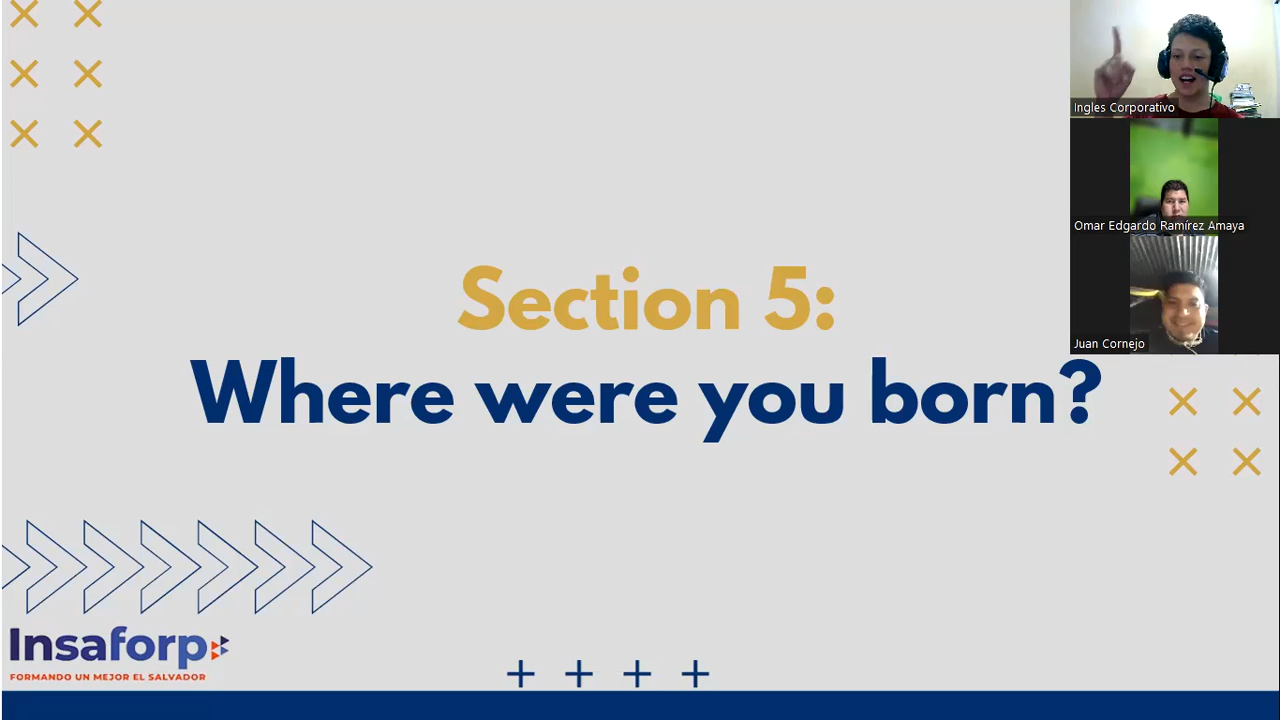 Section 5:
Where were you born?
Insaforp
FORMANDO UN MEJOR EL SALVADOR
Ingles Corporativo
Omar Edgardo Ramírez Amaya
Juan Cornejo